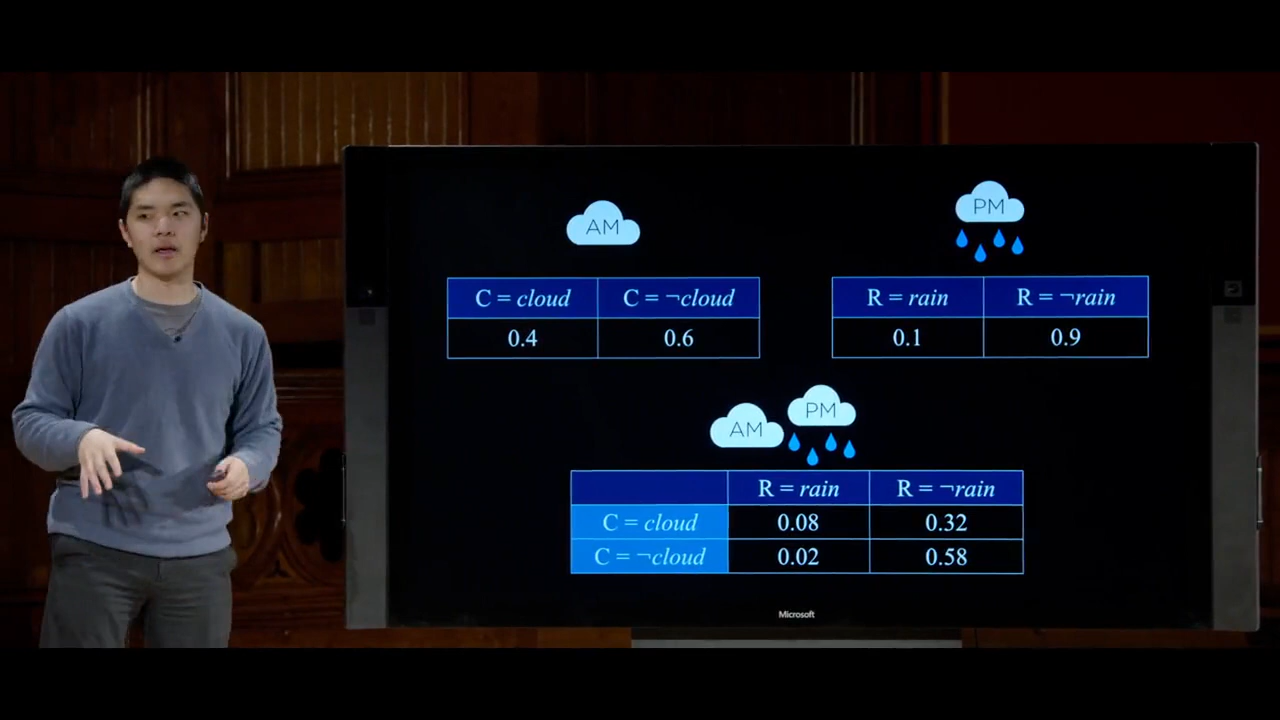 AM
PM
C = cloud C = ¬cloud
0.4 0.6
R = rain R = ¬rain
0.1 0.9
AM PM
R = rain R = ¬rain
C = cloud 0.08 0.32
C = ¬cloud 0.02 0.58
Microsoft